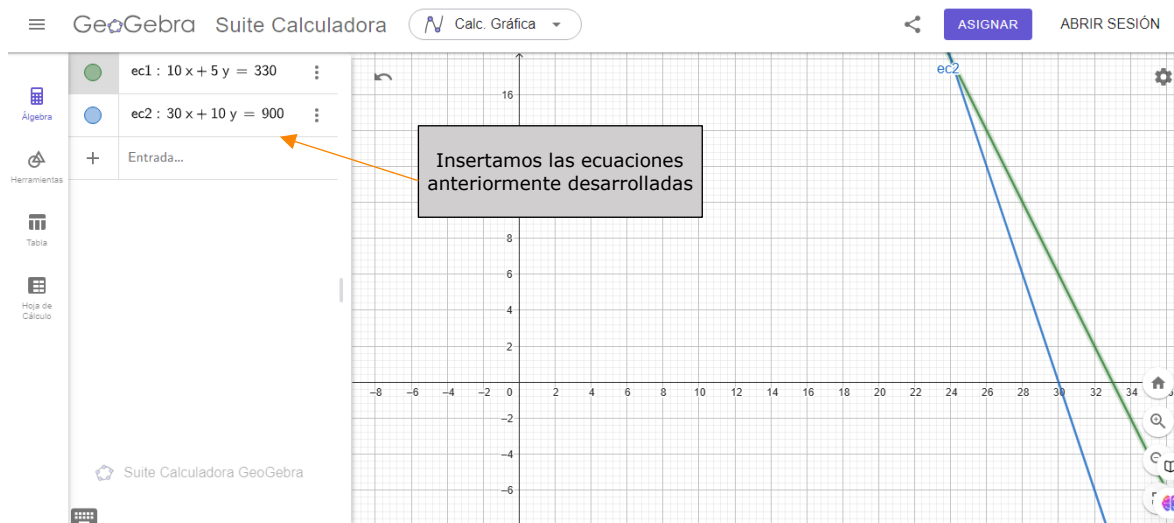 GeoGebra Suite Calculadora
Calc. Gráfica
ASIGNAR
ABRIR SESIÓN
Álgebra
Herramientas
Tabla
Hoja de
Cálculo
ec1 : 10 x + 5 y = 330
ec2 : 30 x + 10 y = 900
Entrada...
Suite Calculadora GeoGebra
Insertamos las ecuaciones
anteriormente desarrolladas
ec2
16
8
6
4
2
−8 −6 −4 −2 0 2 4 6 8 10 12 14 16 18 20 22 24 26 28 30 32 34
−2
−4
−6